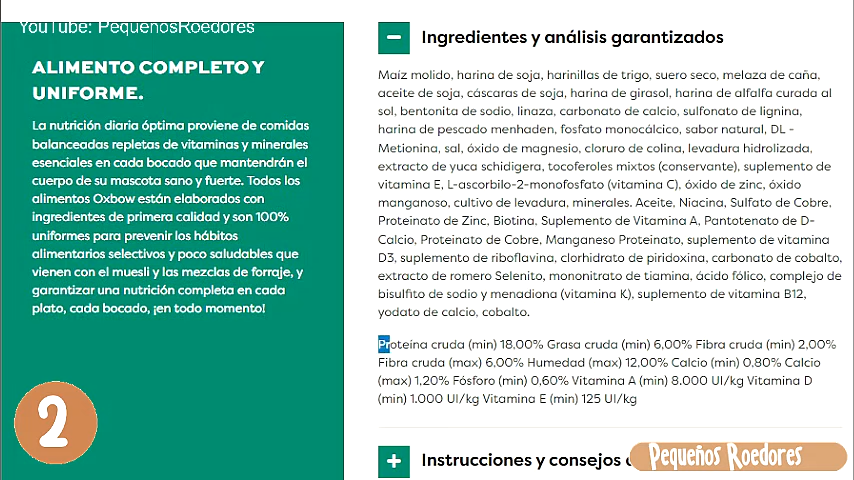 YouTube: PequeñosRoedores
ALIMENTO COMPLETO Y
UNIFORME.
La nutrición diaria óptima proviene de comidas
balanceadas repletas de vitaminas y minerales
esenciales en cada bocado que mantendrán el
cuerpo de su mascota sano y fuerte. Todos los
alimentos Oxbow están elaborados con
ingredientes de primera calidad y son 100%
uniformes para prevenir los hábitos
alimentarios selectivos y poco saludables que
vienen con el muesli y las mezclas de forraje, y
garantizar una nutrición completa en cada
plato, cada bocado, ¡en todo momento!
2
Ingredientes y análisis garantizados
Maíz molido, harina de soja, harinillas de trigo, suero seco, melaza de caña,
aceite de soja, cáscaras de soja, harina de girasol, harina de alfalfa curada al
sol, bentonita de sodio, linaza, carbonato de calcio, sulfonato de lignina,
harina de pescado menhaden, fosfato monocálcico, sabor natural, DL -
Metionina, sal, óxido de magnesio, cloruro de colina, levadura hidrolizada,
extracto de yuca schidigera, tocoferoles mixtos (conservante), suplemento de
vitamina E, L-ascorbilo-2-monofosfato (vitamina C), óxido de zinc, óxido
manganoso, cultivo de levadura, minerales. Aceite, Niacina, Sulfato de Cobre,
Proteinato de Zinc, Biotina, Suplemento de Vitamina A, Pantotenato de D-
Calcio, Proteinato de Cobre, Manganeso Proteinato, suplemento de vitamina
D3, suplemento de riboflavina, clorhidrato de piridoxina, carbonato de cobalto,
extracto de romero Selenito, mononitrato de tiamina, ácido fólico, complejo de
bisulfito de sodio y menadiona (vitamina K), suplemento de vitamina B12,
yodato de calcio, cobalto.
Proteína cruda (min) 18,00% Grasa cruda (min) 6,00% Fibra cruda (min) 2,00%
Fibra cruda (max) 6,00% Humedad (max) 12,00% Calcio (min) 0,80% Calcio
(max) 1,20% Fósforo (min) 0,60% Vitamina A (min) 8.000 UI/kg Vitamina D
(min) 1.000 UI/kg Vitamina E (min) 125 UI/kg
Instrucciones y consejos
Pequeños Roedores